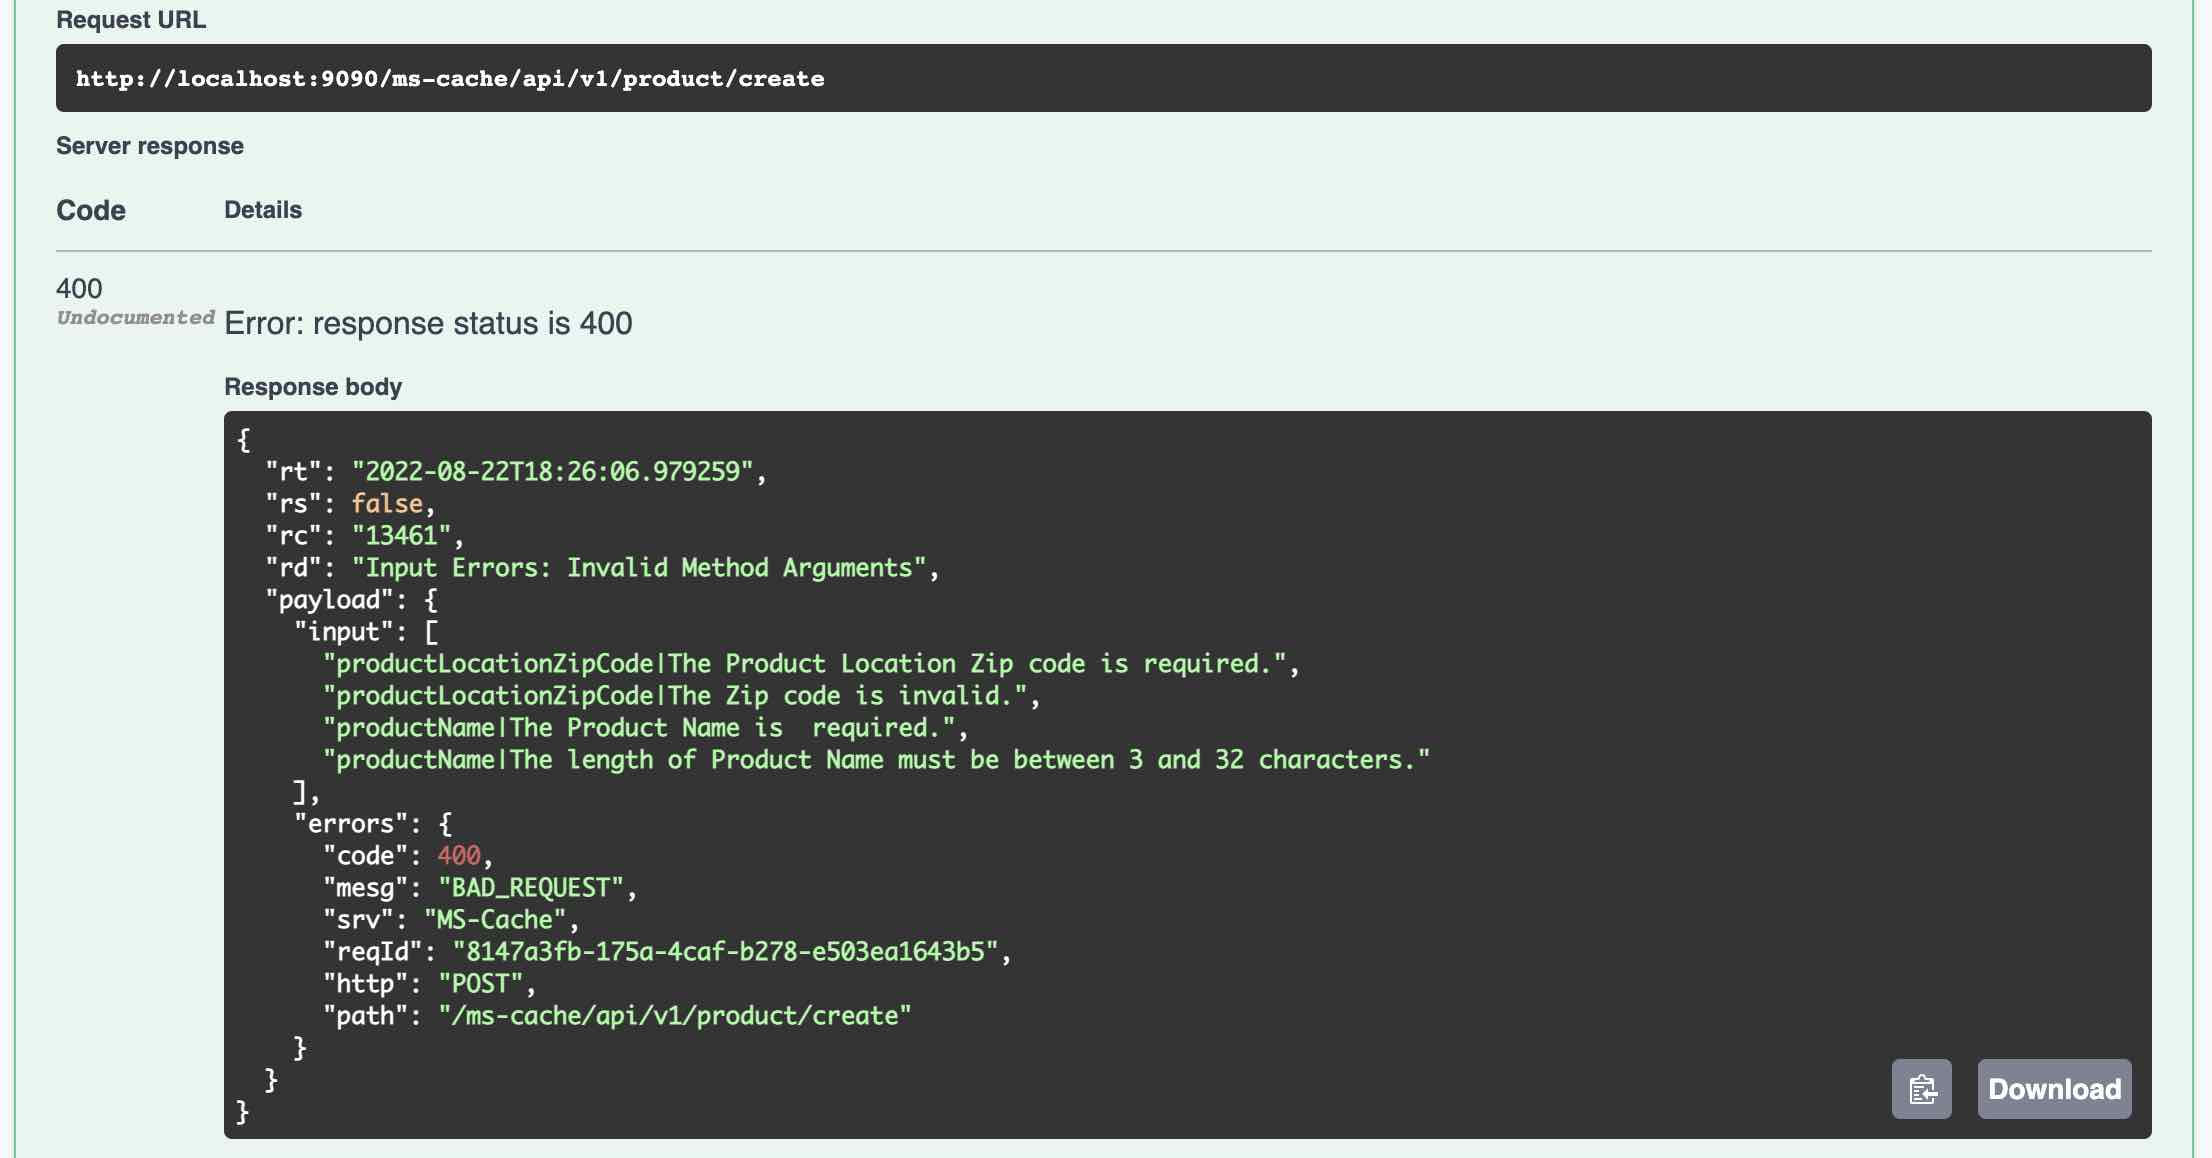 Request URL
http://localhost:9090/ms-cache/api/v1/product/create
Server response
Code Details
400
Undocumented Error: response status is 400
Response body
{
  "rt": "2022-08-22T18:26:06.979259",
  "rs": false,
  "rc": "13461",
  "rd": "Input Errors: Invalid Method Arguments",
  "payload": {
    "input": [
      "productLocationZipCode|The Product Location Zip code is required.",
      "productLocationZipCode|The Zip code is invalid.",
      "productName|The Product Name is  required.",
      "productName|The length of Product Name must be between 3 and 32 characters."
    ],
    "errors": {
      "code": 400,
      "mesg": "BAD_REQUEST",
      "srv": "MS-Cache",
      "reqId": "8147a3fb-175a-4caf-b278-e503ea1643b5",
      "http": "POST",
      "path": "/ms-cache/api/v1/product/create"
    }
  }
}
Download